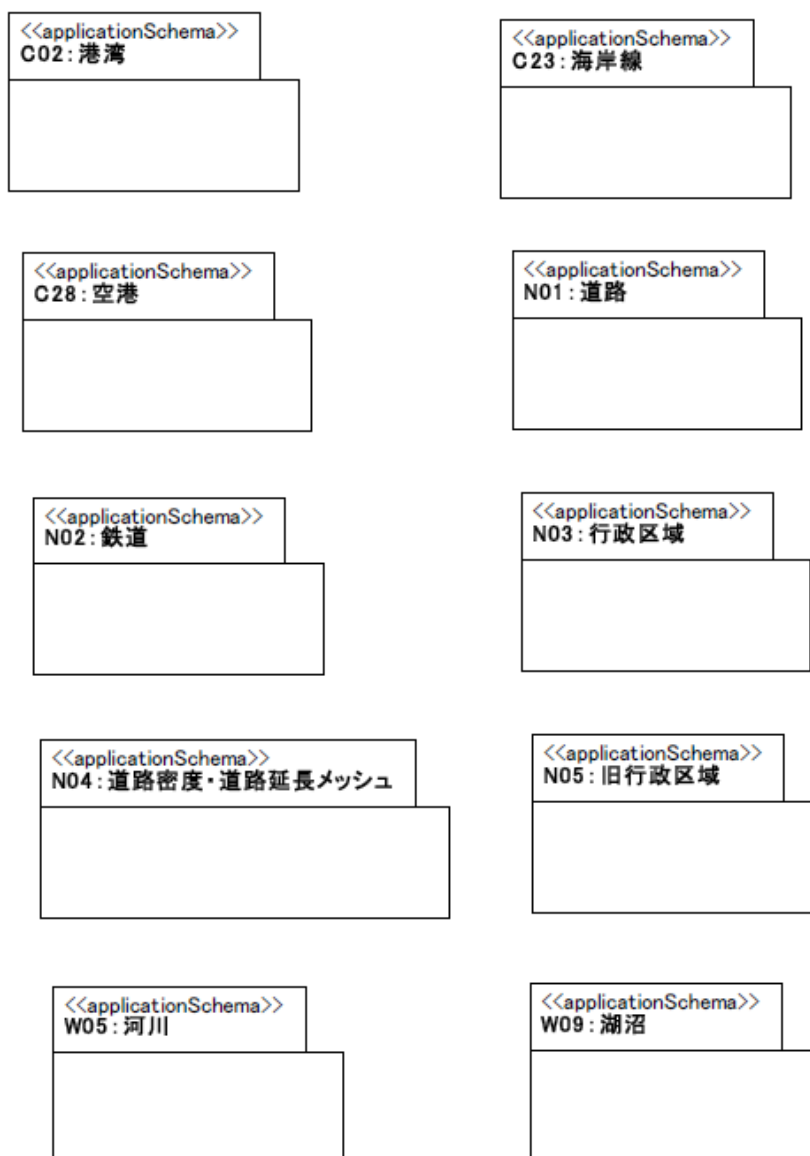 <<applicationSchema>>
C02:港湾
<<applicationSchema>>
C23:海岸線
<<applicationSchema>>
C28:空港
<<applicationSchema>>
N01:道路
<<applicationSchema>>
N02:鉄道
<<applicationSchema>>
N03:行政区域
<<applicationSchema>>
N04:道路密度・道路延長メッシュ
<<applicationSchema>>
N05:旧行政区域
<<applicationSchema>>
W05:河川
<<applicationSchema>>
W09:湖沼